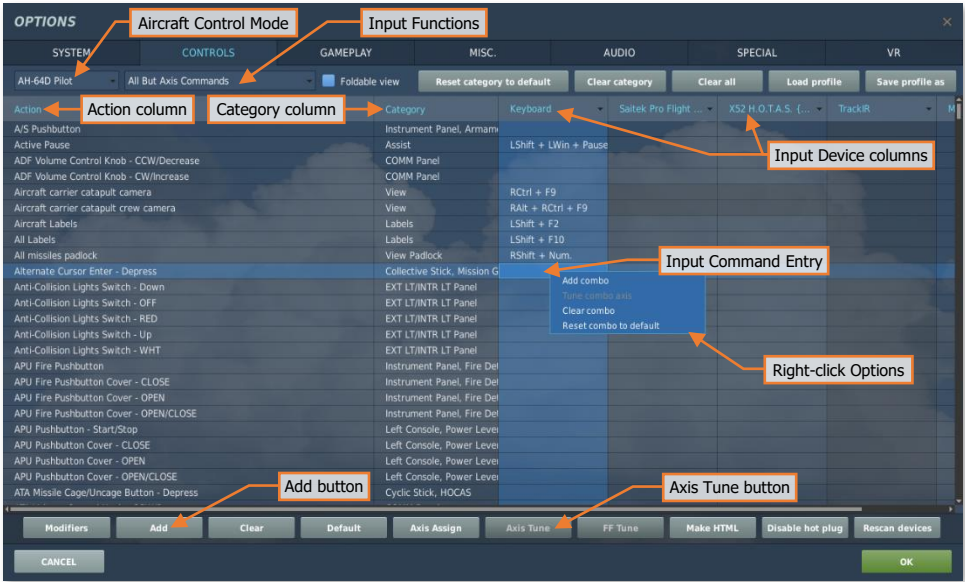 OPTIONS
Aircraft Control Mode
Input Functions
SYSTEM CONTROLS GAMEPLAY MISC. AUDIO SPECIAL VR
AH-64D Pilot All But Axis Commands Foldable view Reset category to default Clear category Clear all Load profile Save profile as
Action Action column Category column Category Keyboard Saitek Pro Flight ... X52 H.O.T.A.S. (... TrackIR M
A/S Pushbutton Instrument Panel, Armame
Active Pause Assist LShift + LWin + Pause
Input Device columns
ADF Volume Control Knob - CCW/Decrease COMM Panel
ADF Volume Control Knob - CW/Increase COMM Panel
Aircraft carrier catapult camera View RCtrl + F9
Aircraft carrier catapult crew camera View RAlt + RCtrl + F9
Aircraft Labels Labels LShift + F2
All Labels Labels LShift + F10
All missiles padlock View Padlock RShift + Num.
Input Command Entry
Alternate Cursor Enter - Depress Collective Stick, Mission G
Add combo
Tune combo axis
Clear combo
Reset combo to default
Right-click Options
Anti-Collision Lights Switch - Down EXT LT/INTR LT Panel
Anti-Collision Lights Switch - OFF EXT LT/INTR LT Panel
Anti-Collision Lights Switch - RED EXT LT/INTR LT Panel
Anti-Collision Lights Switch - Up EXT LT/INTR LT Panel
Anti-Collision Lights Switch - WHT EXT LT/INTR LT Panel
APU Fire Pushbutton Instrument Panel, Fire Det
APU Fire Pushbutton Cover - CLOSE Instrument Panel, Fire Det
APU Fire Pushbutton Cover - OPEN Instrument Panel, Fire Det
APU Fire Pushbutton Cover - OPEN/CLOSE Instrument Panel, Fire Det
APU Pushbutton - Start/Stop Left Console, Power Lever
APU Pushbutton Cover - CLOSE Left Console, Power Lever
APU Pushbutton Cover - OPEN Left Console, Power Lever
APU Pushbutton Cover - OPEN/CLOSE Left Console, Power Lever
ATA Missile Cage/Uncage Button - Depress Cyclic Stick, HOCAS
Add button
Axis Tune button
Modifiers Add Clear Default Axis Assign Axis Tune FF Tune Make HTML Disable hot plug Rescan devices
CANCEL OK